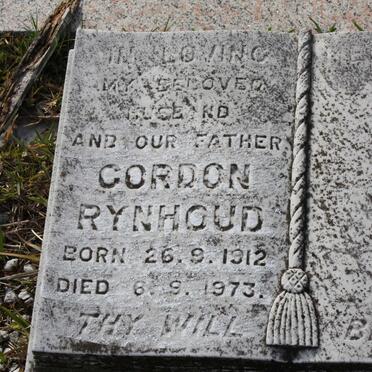 IN LOVING
MY BELOVED
HUSBAND
AND OUR FATHER
GORDON
RYNHOUD
BORN 26.9.1912
DIED 6.9.1973.
THY WILL B